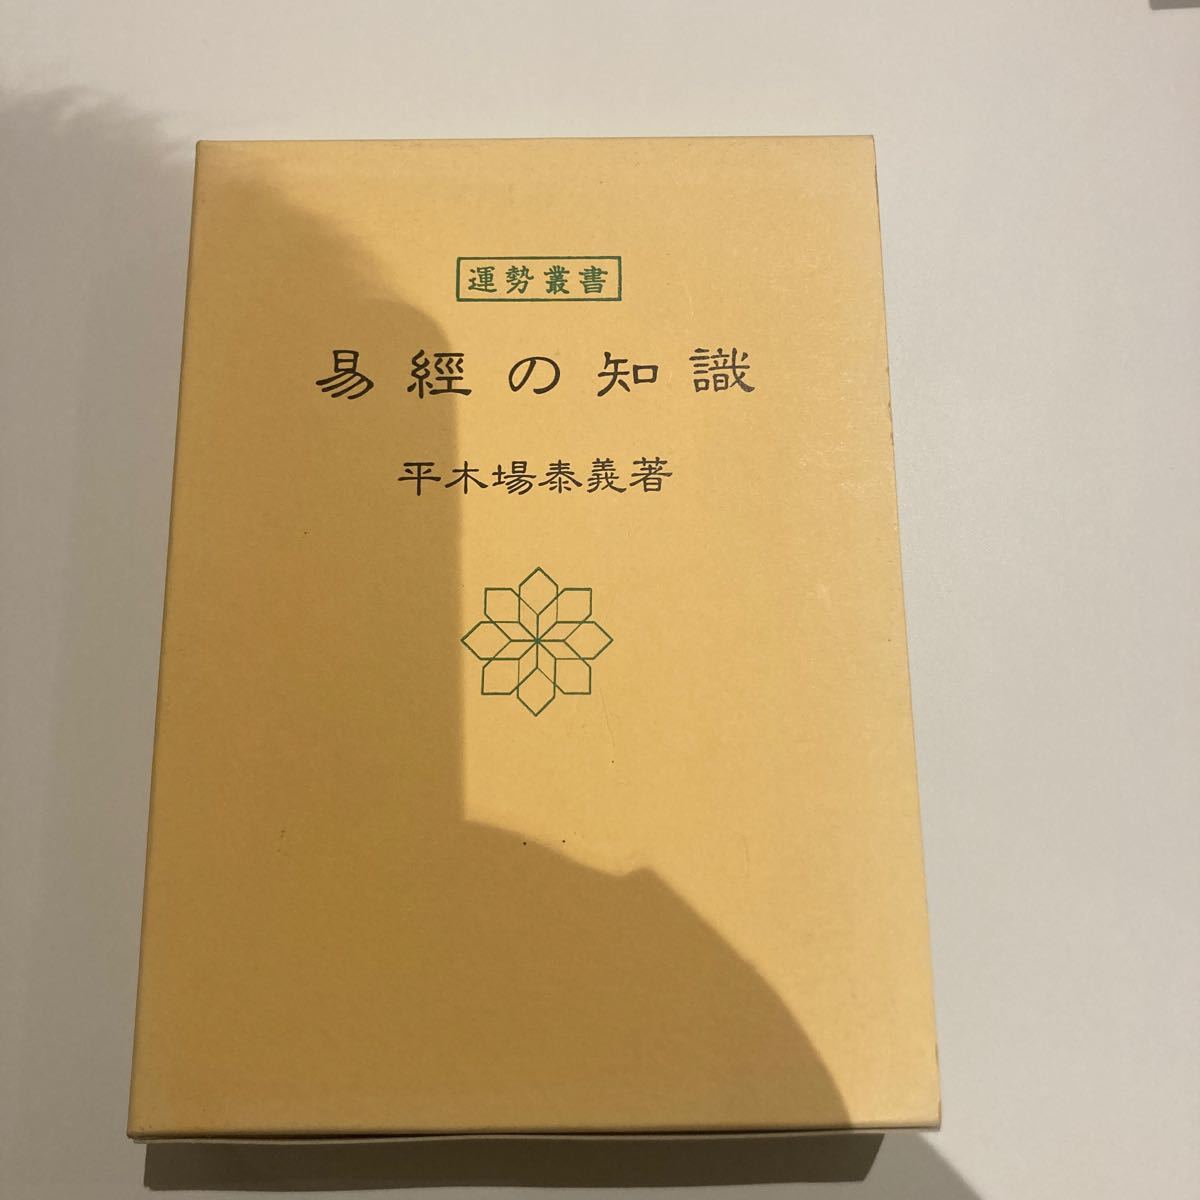 運勢叢書
易經の知識
平木場泰義著